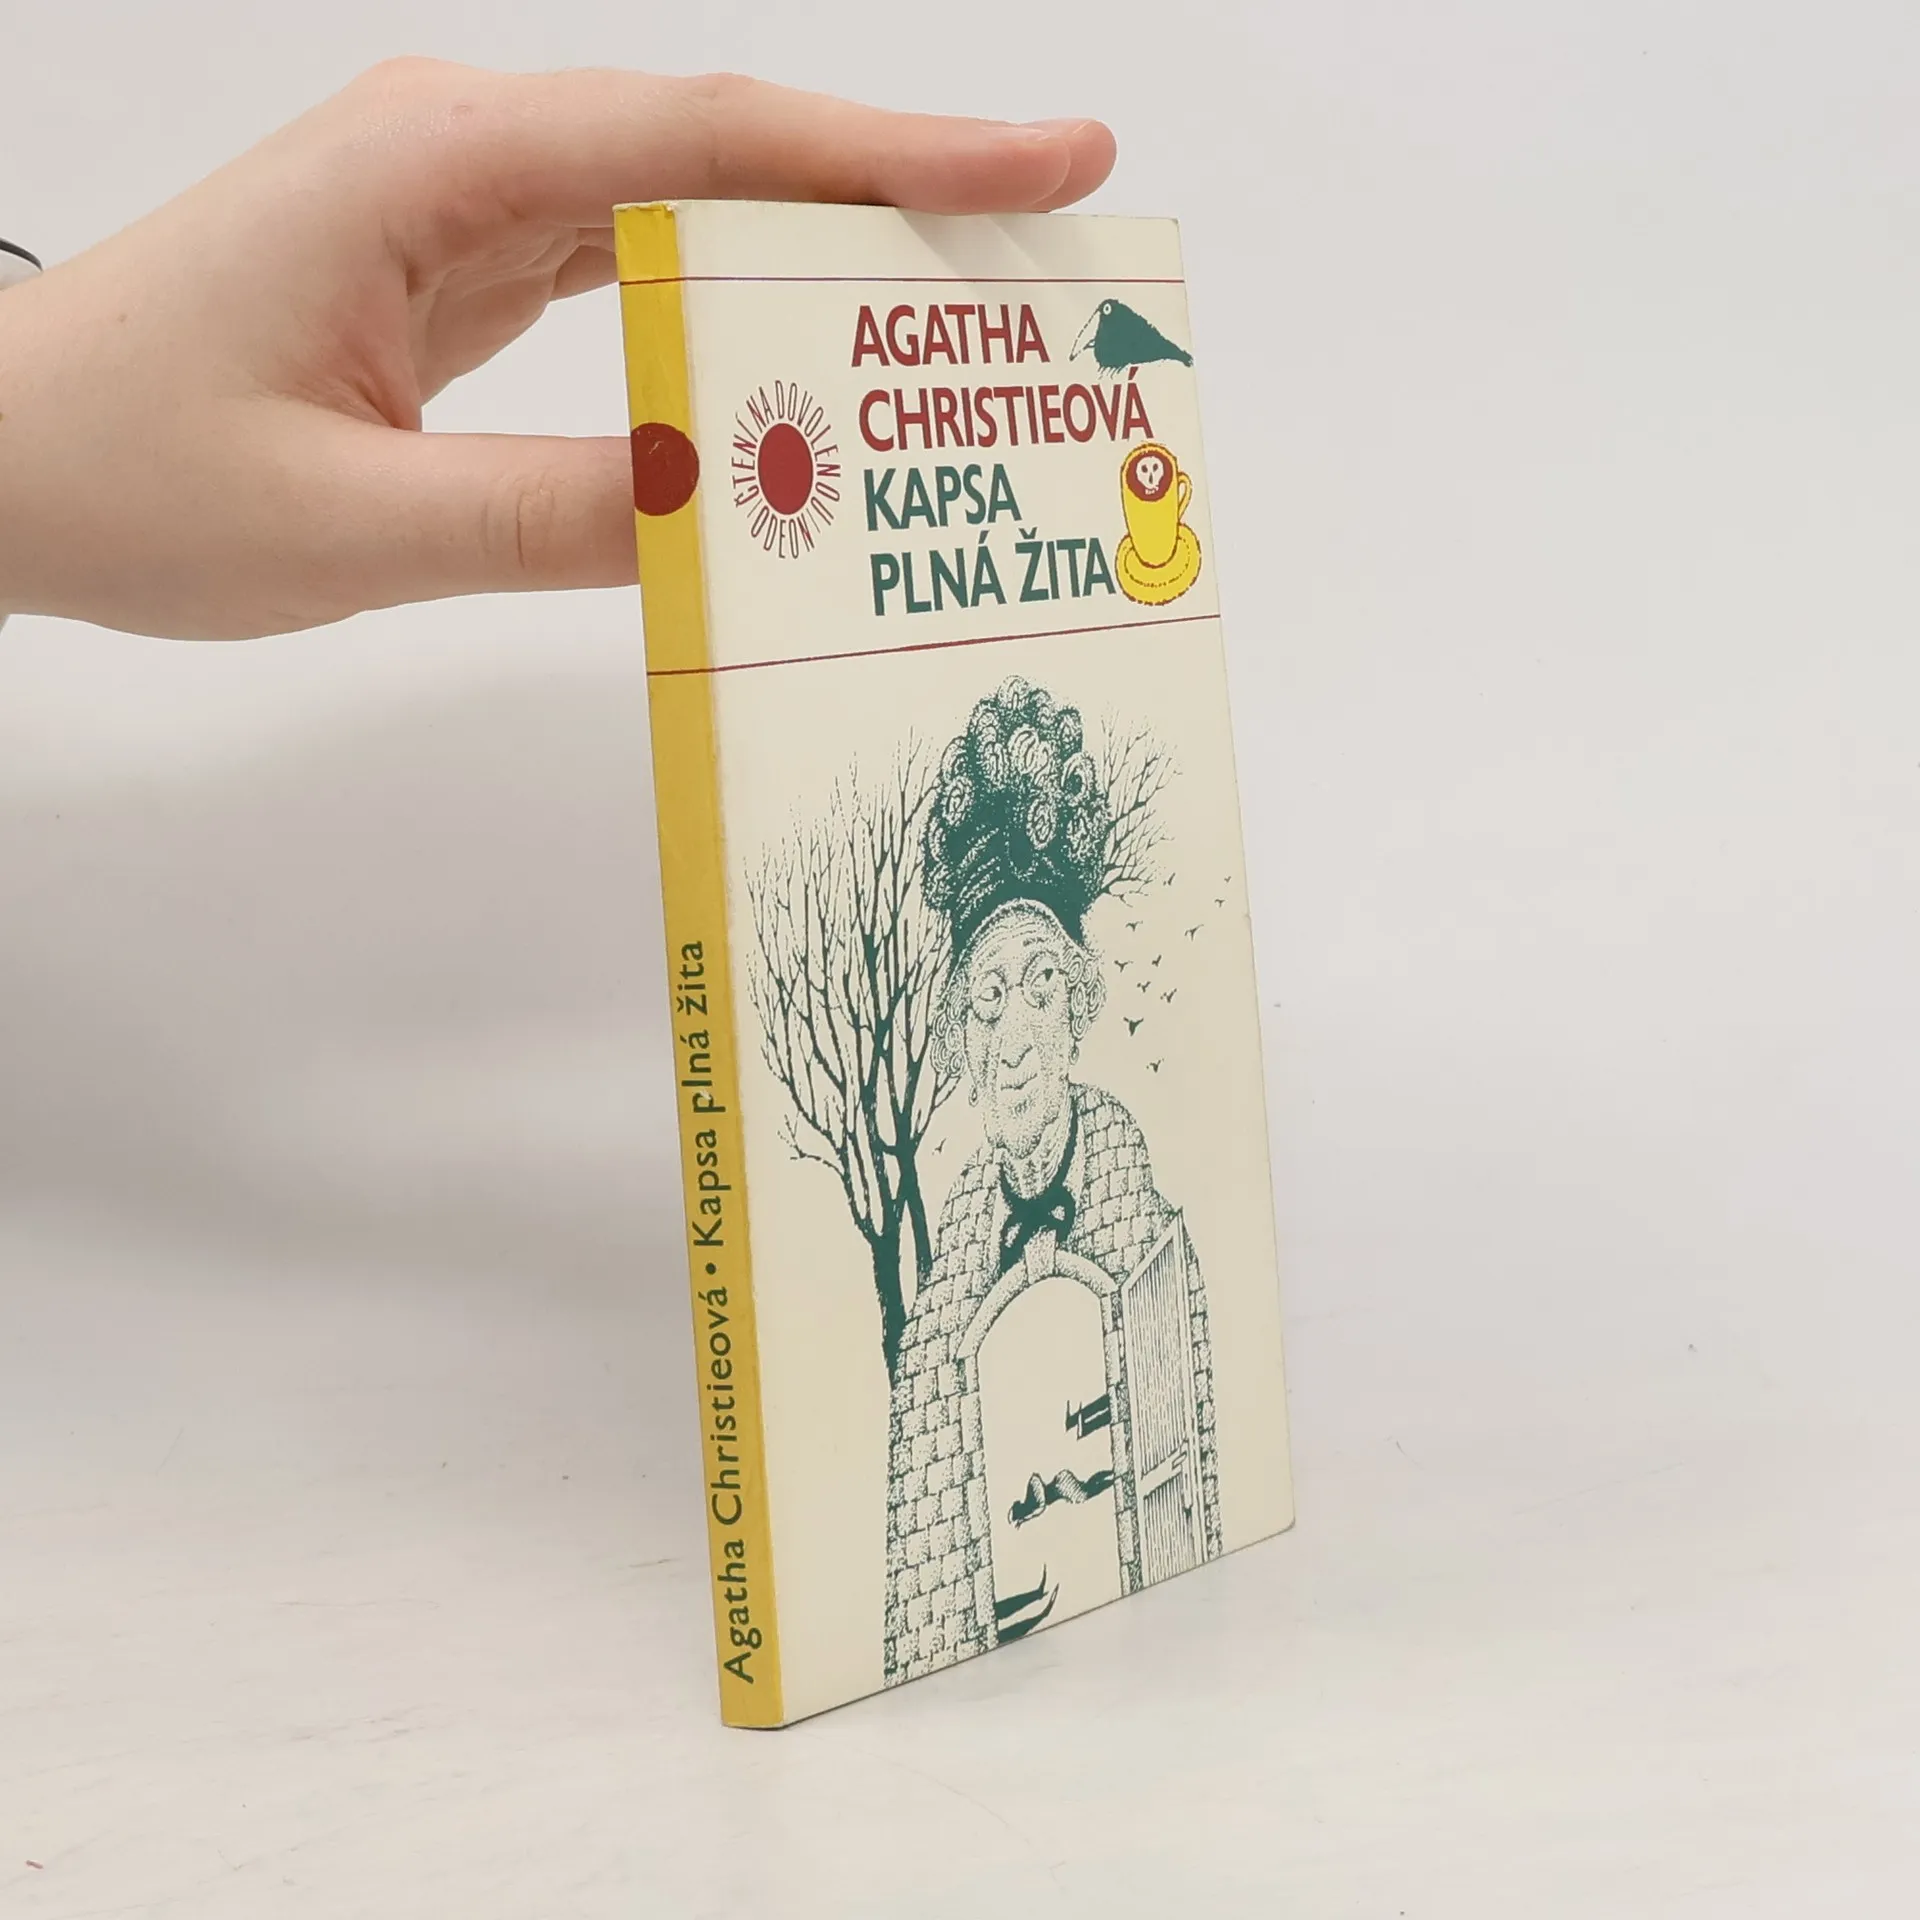 AGATHA
CHRISTIEOVÁ
KAPSA
PLNÁ ŽITA
ČTENÍ NA DOVOLENOU / ODEON /
Agatha Christieová • Kapsa plná žita